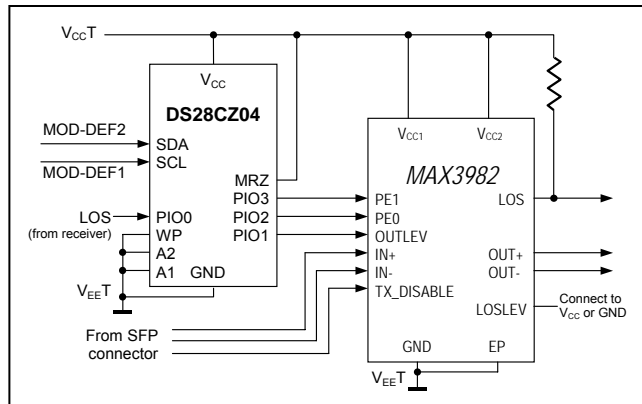 VCCT
VCC
DS28CZ04
MOD-DEF2
SDA
MOD-DEF1
SCL
MRZ
PIO3
LOS
(from receiver)
PIO0
PIO2
WP
PIO1
A2
A1
GND
VEET
From SFP
connector
VCC1
VCC2
MAX3982
PE1
LOS
PE0
OUTLEV
IN+
OUT+
IN-
OUT-
TX_DISABLE
LOSLEV
Connect to
VCC or GND
GND
EP
VEET